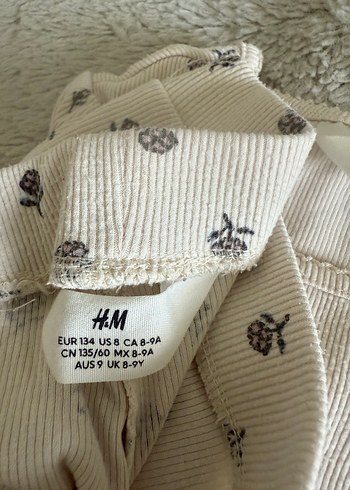 H&M
EUR 134 US 8 CA 8-9A
CN 135/60 MX 8-9A
AUS 9 UK 8-9Y